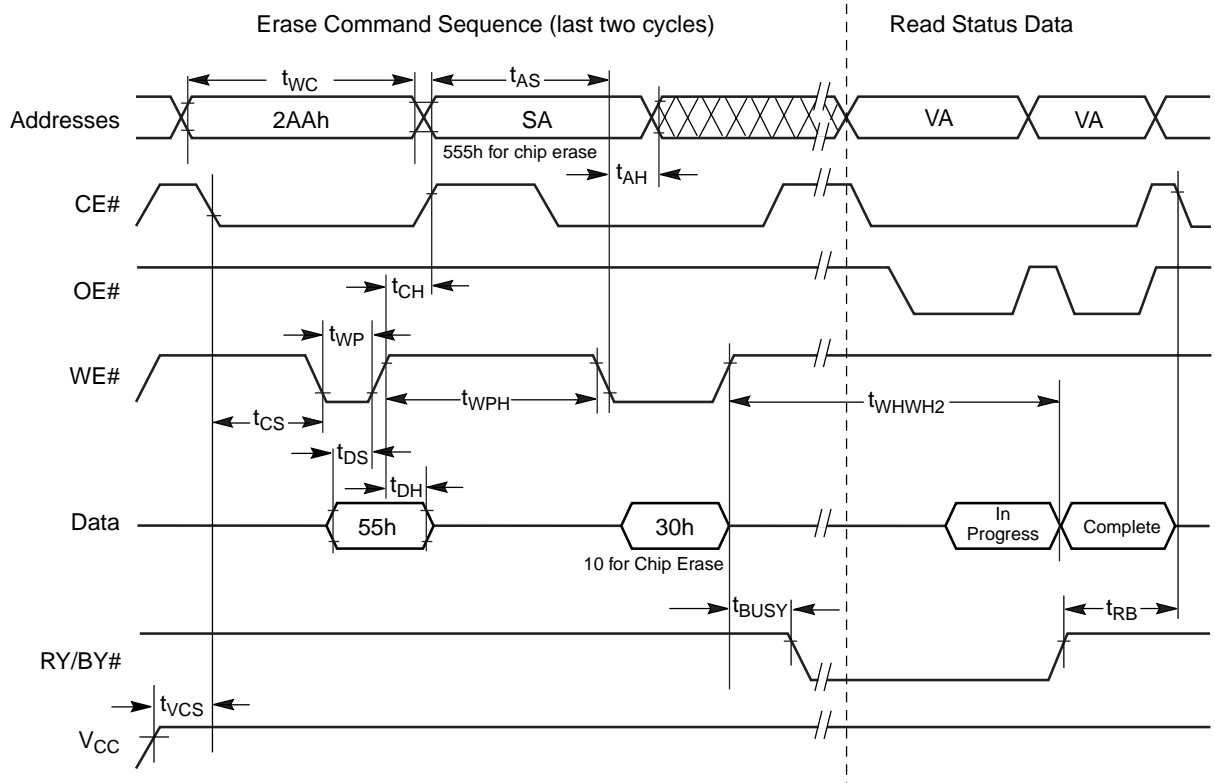 Erase Command Sequence (last two cycles)
Read Status Data
tWC
tAS
Addresses
2AAh
SA
VA
VA
555h for chip erase
tAH
CE#
OE#
tCH
tWP
WE#
tWPH
tWHWH2
tCS
tDS
tDH
Data
55h
30h
In
Progress
Complete
10 for Chip Erase
tBUSY
tRB
RY/BY#
tVCS
VCC